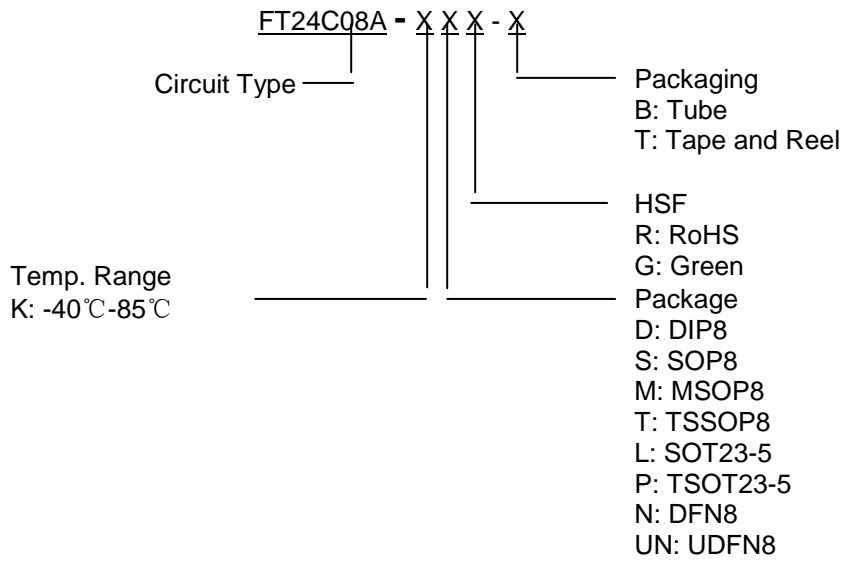 FT24C08A - X X X - X
Circuit Type
Packaging
B: Tube
T: Tape and Reel
HSF
R: RoHS
G: Green
Temp. Range
K: -40℃-85℃
Package
D: DIP8
S: SOP8
M: MSOP8
T: TSSOP8
L: SOT23-5
P: TSOT23-5
N: DFN8
UN: UDFN8